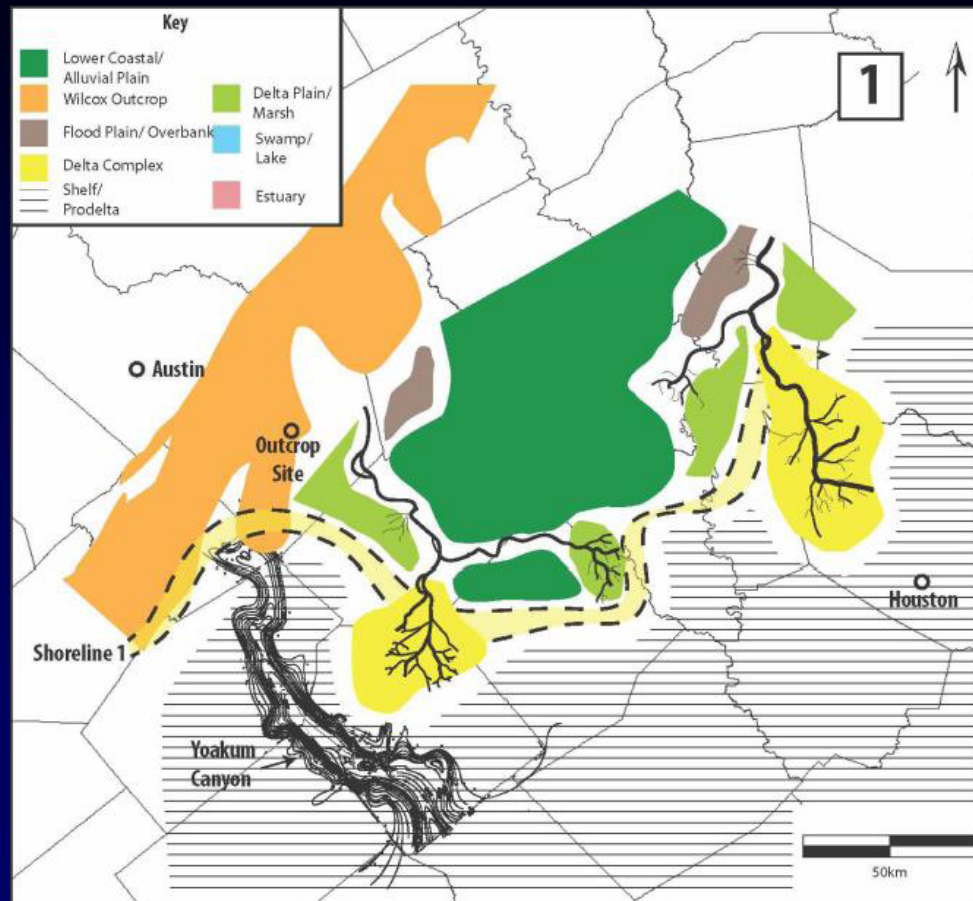 Key
Lower Coastal/
Alluvial Plain
Wilcox Outcrop
Flood Plain/ Overbank
Delta Complex
Shelf/
Prodelta
Delta Plain/
Marsh
Swamp/
Lake
Estuary
1
Austin
Outcrop
Site
Shoreline 1
Houston
Yoakum
Canyon
50km